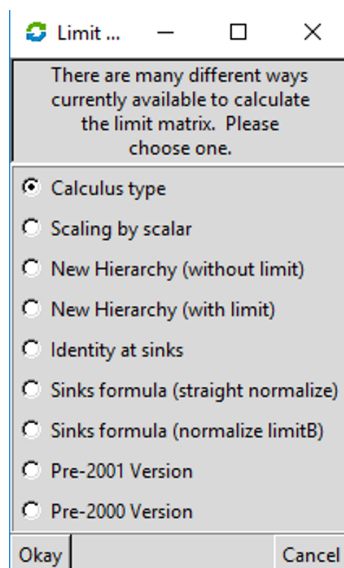 Limit ...
There are many different ways
currently available to calculate
the limit matrix.  Please
choose one.
Calculus type
Scaling by scalar
New Hierarchy (without limit)
New Hierarchy (with limit)
Identity at sinks
Sinks formula (straight normalize)
Sinks formula (normalize limitB)
Pre-2001 Version
Pre-2000 Version
Okay Cancel